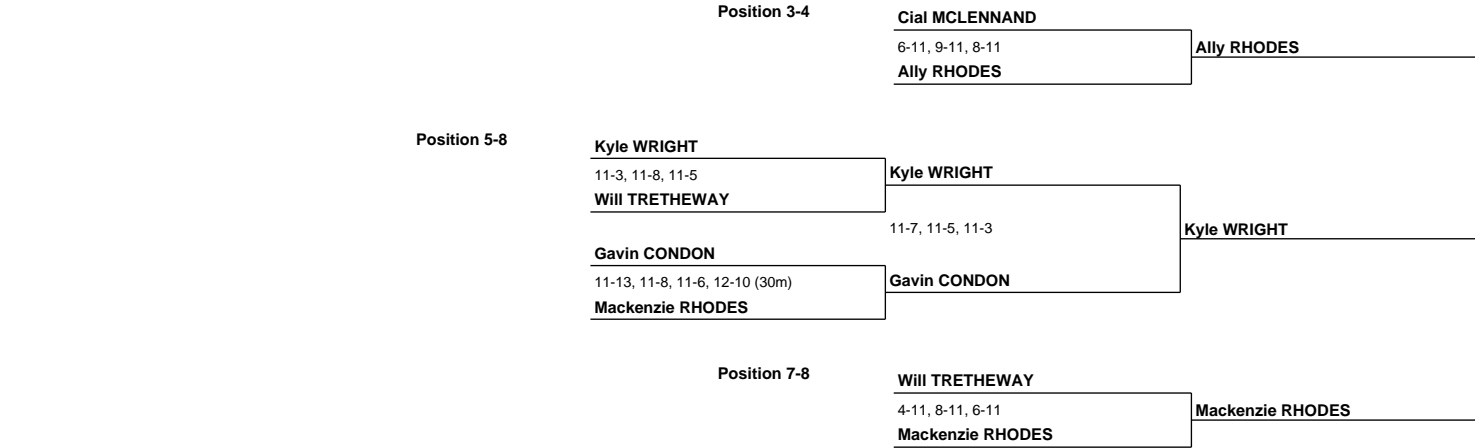 Position 3-4
Cial MCLENNAND
6-11, 9-11, 8-11
Ally RHODES
Ally RHODES
Position 5-8
Kyle WRIGHT
11-3, 11-8, 11-5
Kyle WRIGHT
Will TRETHEWAY
11-7, 11-5, 11-3
Kyle WRIGHT
Gavin CONDON
11-13, 11-8, 11-6, 12-10 (30m)
Gavin CONDON
Mackenzie RHODES
Position 7-8
Will TRETHEWAY
4-11, 8-11, 6-11
Mackenzie RHODES
Mackenzie RHODES